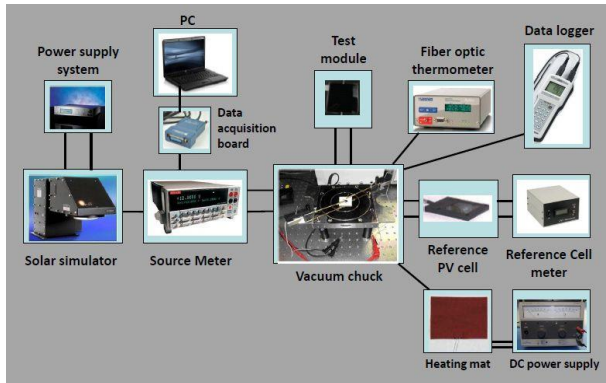 PC
Power supply
system
Test
module
Fiber optic
thermometer
Data logger
Data
acquisition
board
Solar simulator
Source Meter
Vacuum chuck
Reference
PV cell
Reference Cell
meter
Heating mat
DC power supply